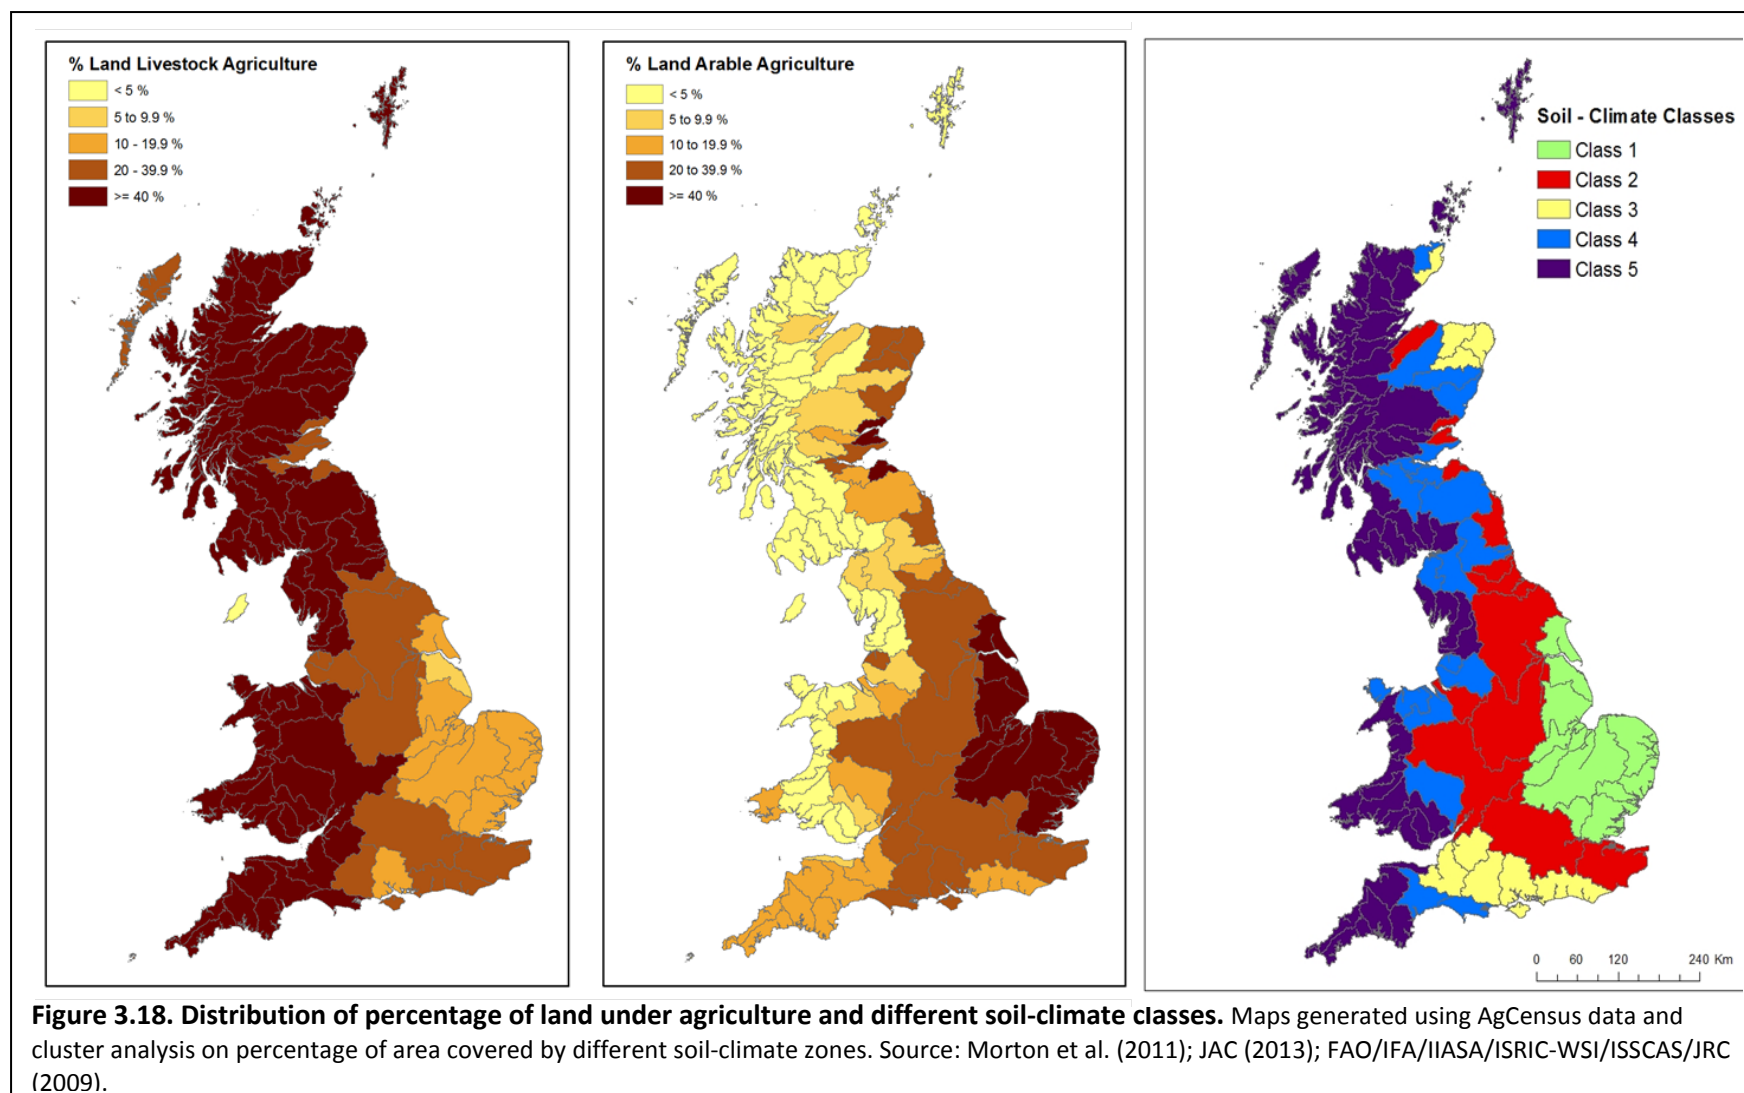 % Land Livestock Agriculture
< 5 %
5 to 9.9 %
10 - 19.9 %
20 - 39.9 %
>= 40 %
% Land Arable Agriculture
< 5 %
5 to 9.9 %
10 to 19.9 %
20 to 39.9 %
>= 40 %
Soil - Climate Classes
Class 1
Class 2
Class 3
Class 4
Class 5
0 60 120 240 Km
Figure 3.18. Distribution of percentage of land under agriculture and different soil-climate classes. Maps generated using AgCensus data and
cluster analysis on percentage of area covered by different soil-climate zones. Source: Morton et al. (2011); JAC (2013); FAO/IFA/IIASA/ISRIC-WSI/ISSCAS/JRC
(2009).